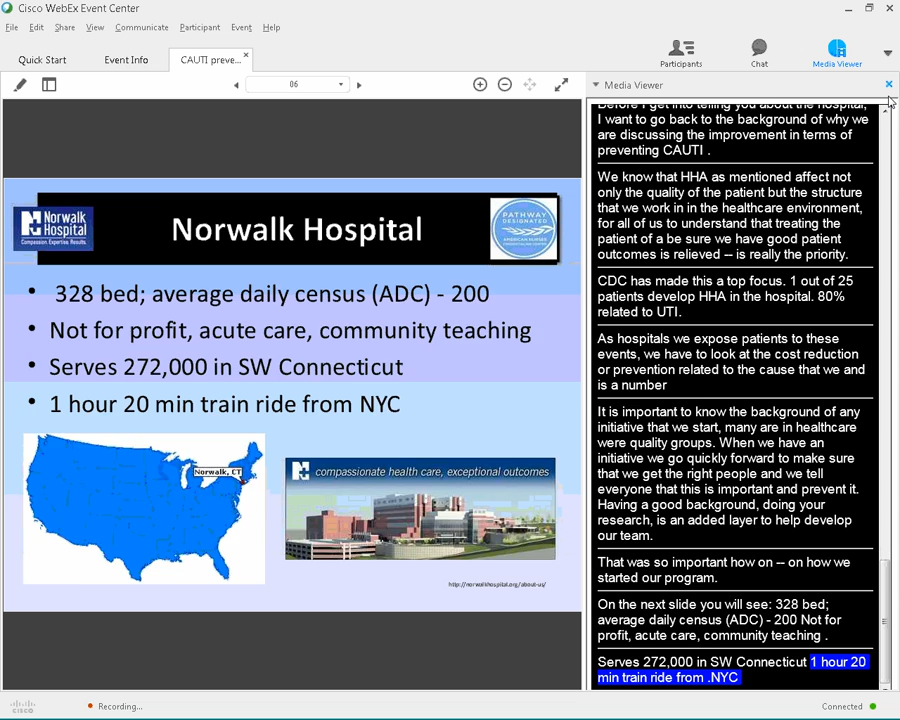 Cisco WebEx Event Center
File Edit Share View Communicate Participant Event Help
Quick Start Event Info CAUTI preve...
Participants Chat Media Viewer
06
Media Viewer
Norwalk
Hospital
Compassion. Expertise. Results.
Norwalk Hospital
PATHWAY
DESIGNATED
AMERICAN NURSES
CREDENTIALING CENTER
• 328 bed; average daily census (ADC) - 200
• Not for profit, acute care, community teaching
• Serves 272,000 in SW Connecticut
• 1 hour 20 min train ride from NYC
Norwalk, CT
compassionate health care, exceptional outcomes
http://norwalkhospital.org/about-us/
Before I get into telling you about the hospital,
I want to go back to the background of why we
are discussing the improvement in terms of
preventing CAUTI .
We know that HHA as mentioned affect not
only the quality of the patient but the structure
that we work in in the healthcare environment,
for all of us to understand that treating the
patient of a be sure we have good patient
outcomes is relieved -- is really the priority.
CDC has made this a top focus. 1 out of 25
patients develop HHA in the hospital. 80%
related to UTI.
As hospitals we expose patients to these
events, we have to look at the cost reduction
or prevention related to the cause that we and
is a number
It is important to know the background of any
initiative that we start, many are in healthcare
were quality groups. When we have an
initiative we go quickly forward to make sure
that we get the right people and we tell
everyone that this is important and prevent it.
Having a good background, doing your
research, is an added layer to help develop
our team.
That was so important how on -- on how we
started our program.
On the next slide you will see: 328 bed;
average daily census (ADC) - 200 Not for
profit, acute care, community teaching .
Serves 272,000 in SW Connecticut 1 hour 20
min train ride from .NYC
cisco
Recording...
Connected